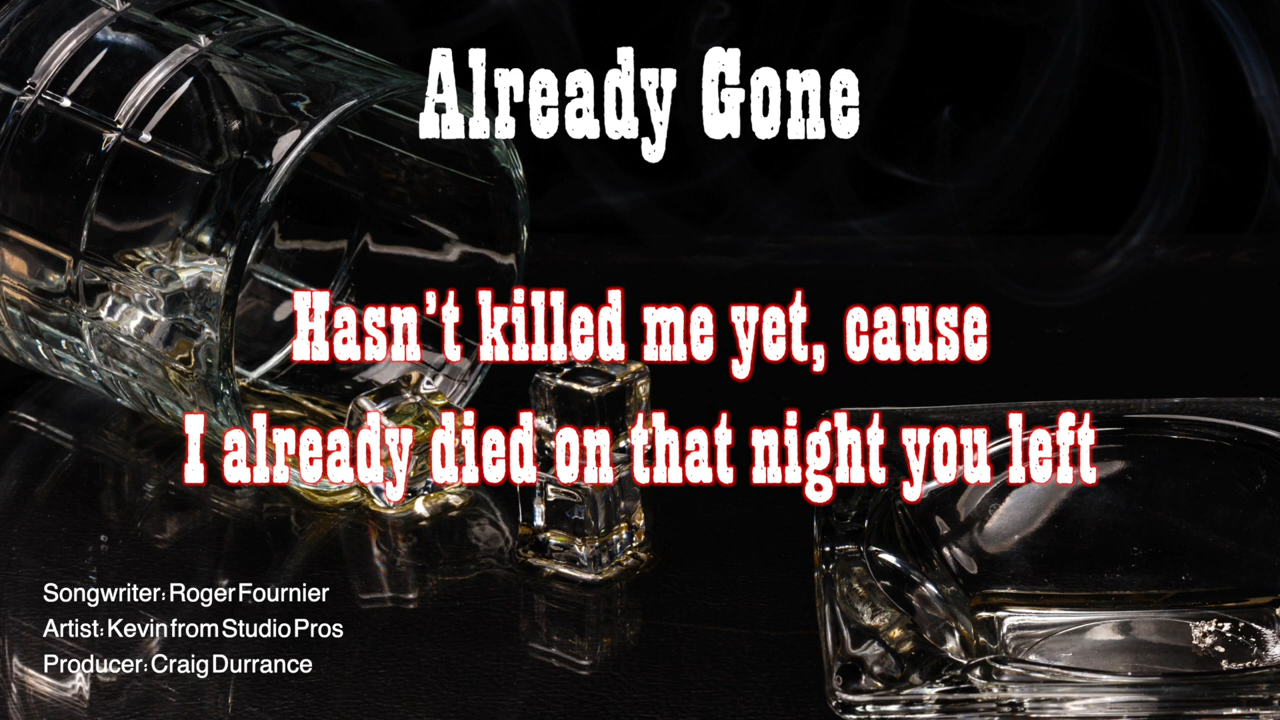 Already Gone
Hasn't killed me yet, cause
I already died on that night you left
Songwriter: Roger Fournier
Artist: Kevin from Studio Pros
Producer: Craig Durrance